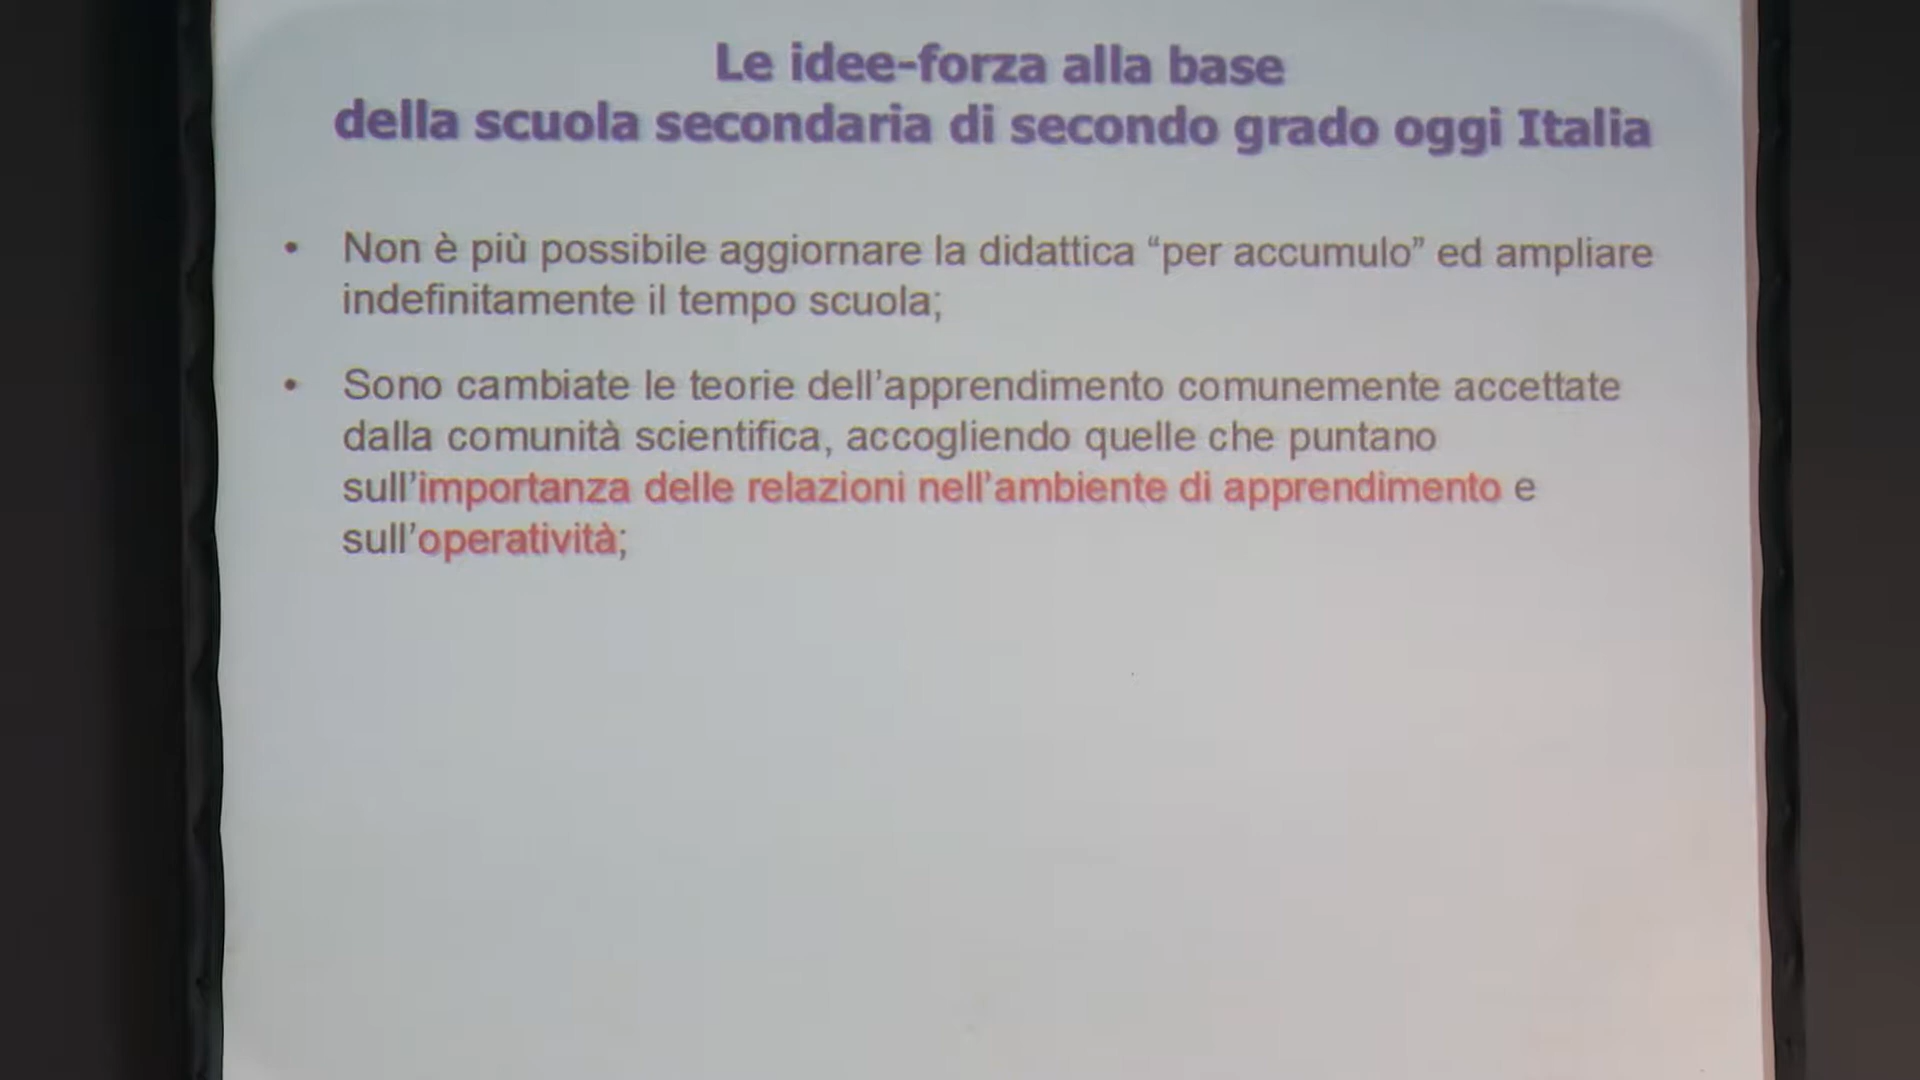 Le idee-forza alla base
della scuola secondaria di secondo grado oggi Italia
• Non è più possibile aggiornare la didattica “per accumulo” ed ampliare
indefinitamente il tempo scuola;
• Sono cambiate le teorie dell’apprendimento comunemente accettate
dalla comunità scientifica, accogliendo quelle che puntano
sull’importanza delle relazioni nell’ambiente di apprendimento e
sull’operatività;